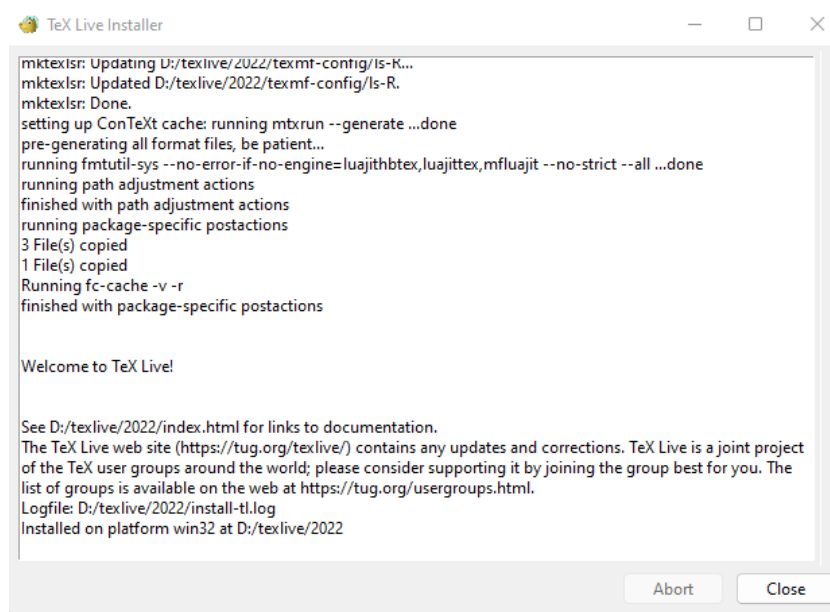 TeX Live Installer
mktexlsr: Updating D:/texlive/2022/texmf-config/ls-R...
mktexlsr: Updated D:/texlive/2022/texmf-config/ls-R.
mktexlsr: Done.
setting up ConTeXt cache: running mtxrun --generate ...done
pre-generating all format files, be patient...
running fmtutil-sys --no-error-if-no-engine=luajithbtex,luajittex,mfluajit --no-strict --all ...done
running path adjustment actions
finished with path adjustment actions
running package-specific postactions
3 File(s) copied
1 File(s) copied
Running fc-cache -v -r
finished with package-specific postactions
Welcome to TeX Live!
See D:/texlive/2022/index.html for links to documentation.
The TeX Live web site (https://tug.org/texlive/) contains any updates and corrections. TeX Live is a joint project
of the TeX user groups around the world; please consider supporting it by joining the group best for you. The
list of groups is available on the web at https://tug.org/usergroups.html.
Logfile: D:/texlive/2022/install-tl.log
Installed on platform win32 at D:/texlive/2022
Abort
Close